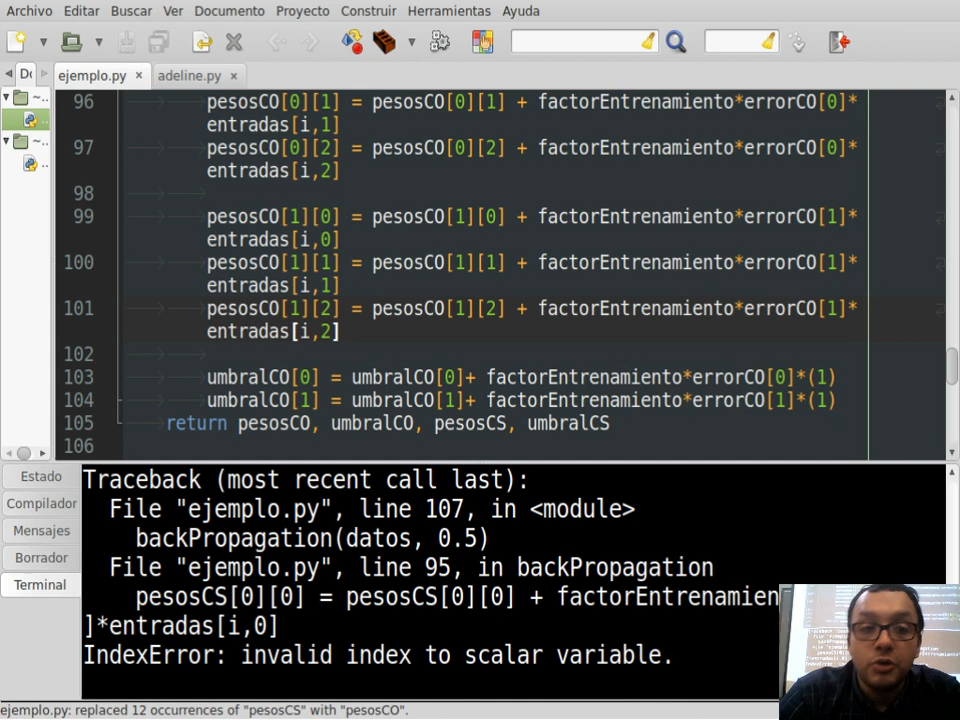 Archivo Editar Buscar Ver Documento Proyecto Construir Herramientas Ayuda
Do ejemplo.py × adeline.py ×
96 pesosCO[0][1] = pesosCO[0][1] + factorEntrenamiento*errorCO[0]*
entradas[i,1]
97 pesosCO[0][2] = pesosCO[0][2] + factorEntrenamiento*errorCO[0]*
entradas[i,2]
98
99 pesosCO[1][0] = pesosCO[1][0] + factorEntrenamiento*errorCO[1]*
entradas[i,0]
100 pesosCO[1][1] = pesosCO[1][1] + factorEntrenamiento*errorCO[1]*
entradas[i,1]
101 pesosCO[1][2] = pesosCO[1][2] + factorEntrenamiento*errorCO[1]*
entradas[i,2]
102
103 umbralCO[0] = umbralCO[0]+ factorEntrenamiento*errorCO[0]*(1)
104 umbralCO[1] = umbralCO[1]+ factorEntrenamiento*errorCO[1]*(1)
105 return pesosCO, umbralCO, pesosCS, umbralCS
106
Estado
Compilador
Mensajes
Borrador
Terminal
Traceback (most recent call last):
File "ejemplo.py", line 107, in <module>
backPropagation(datos, 0.5)
File "ejemplo.py", line 95, in backPropagation
pesosCS[0][0] = pesosCS[0][0] + factorEntrenamien
]*entradas[i,0]
IndexError: invalid index to scalar variable.
ejemplo.py: replaced 12 occurrences of "pesosCS" with "pesosCO".